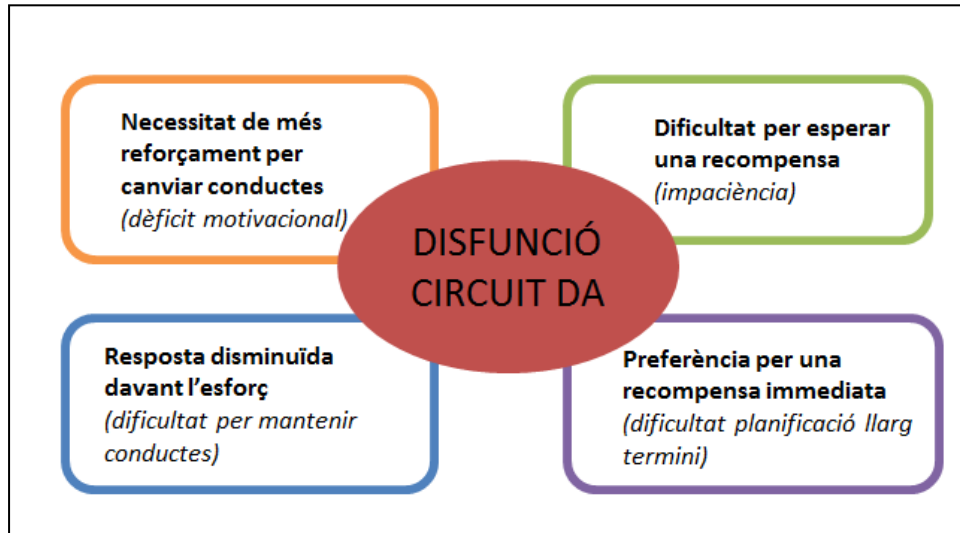 Necessitat de més
reforçament per
canviar conductes
(dèficit motivacional)
Dificultat per esperar
una recompensa
(impaciència)
DISFUNCIÓ
CIRCUIT DA
Resposta disminuïda
davant l'esforç
(dificultat per mantenir
conductes)
Preferència per una
recompensa immediata
(dificultat planificació llarg
termini)